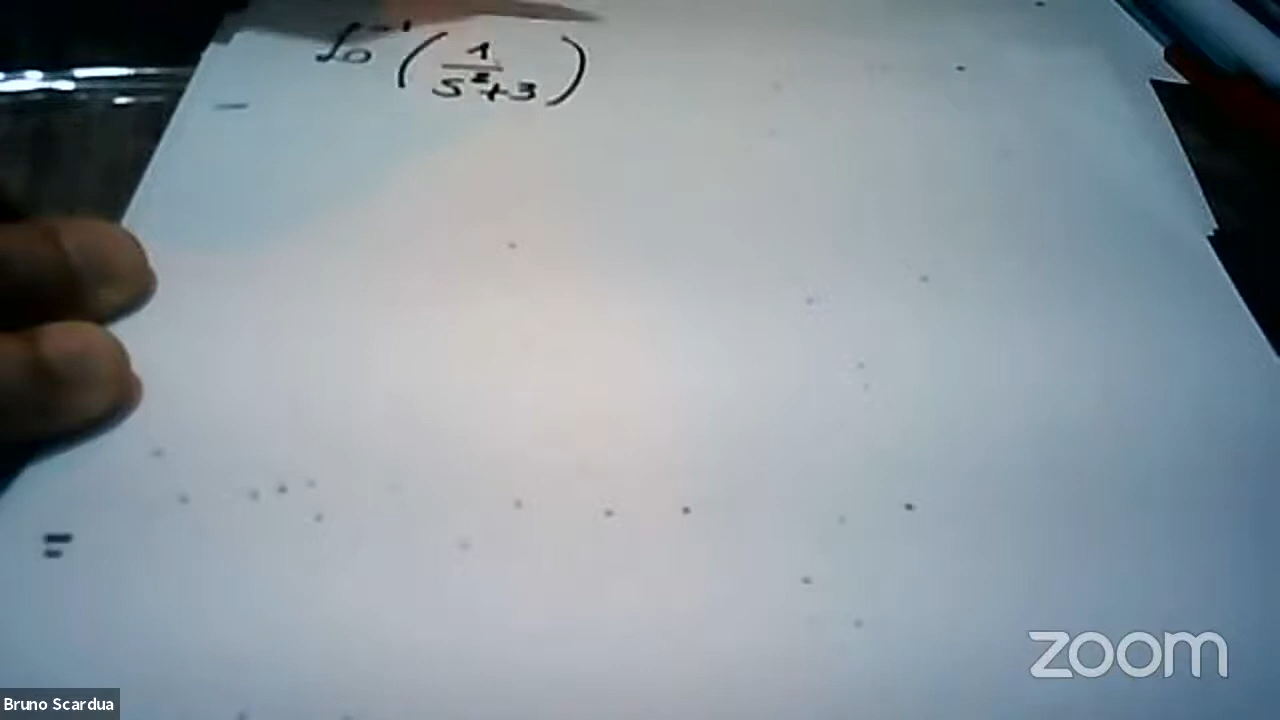 ℒ⁻¹ ( 1 / (s² + 3) )
=
zoom
Bruno Scardua